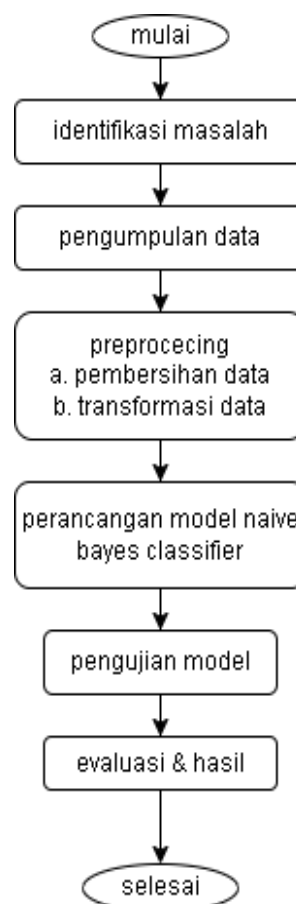 mulai
identifikasi masalah
pengumpulan data
preprocecing
a. pembersihan data
b. transformasi data
perancangan model naive
bayes classifier
pengujian model
evaluasi & hasil
selesai